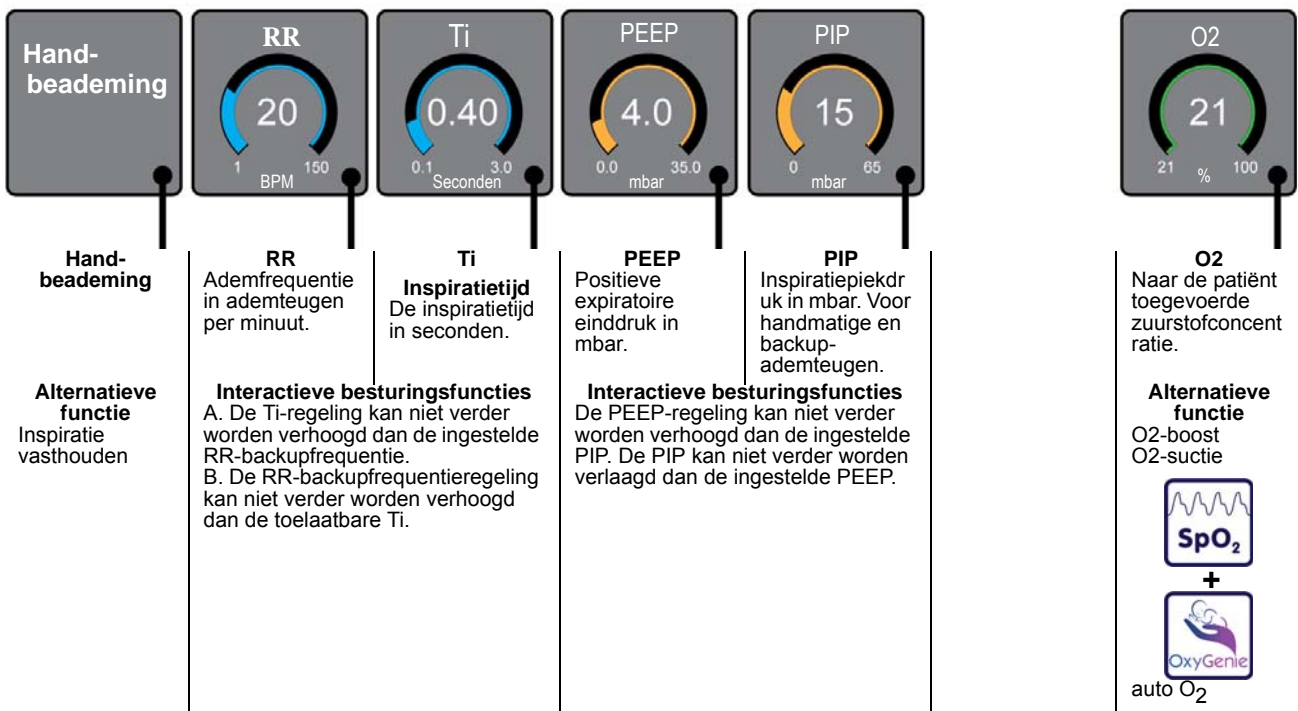 Hand-
beademing
RR
20
1 150
BPM
Ti
0.40
0.1 3.0
Seconden
PEEP
4.0
0.0 35.0
mbar
PIP
15
0 65
mbar
O2
21
21 100
%
Hand-
beademing
Alternatieve
functie
Inspiratie
vasthouden
RR
Ademfrequentie
in ademteugen
per minuut.
Ti
Inspiratietijd
De inspiratietijd
in seconden.
Interactieve besturingsfuncties
A. De Ti-regeling kan niet verder
worden verhoogd dan de ingestelde
RR-backupfrequentie.
B. De RR-backupfrequentieregeling
kan niet verder worden verhoogd
dan de toelaatbare Ti.
PEEP
Positieve
expiratoire
einddruk in
mbar.
PIP
Inspiratiepiekdr
uk in mbar. Voor
handmatige en
backup-
ademteugen.
Interactieve besturingsfuncties
De PEEP-regeling kan niet verder
worden verhoogd dan de ingestelde
PIP. De PIP kan niet verder worden
verlaagd dan de ingestelde PEEP.
O2
Naar de patiënt
toegevoerde
zuurstofconcent
ratie.
Alternatieve
functie
O2-boost
O2-suctie
SpO₂
+
OxyGenie
auto O₂